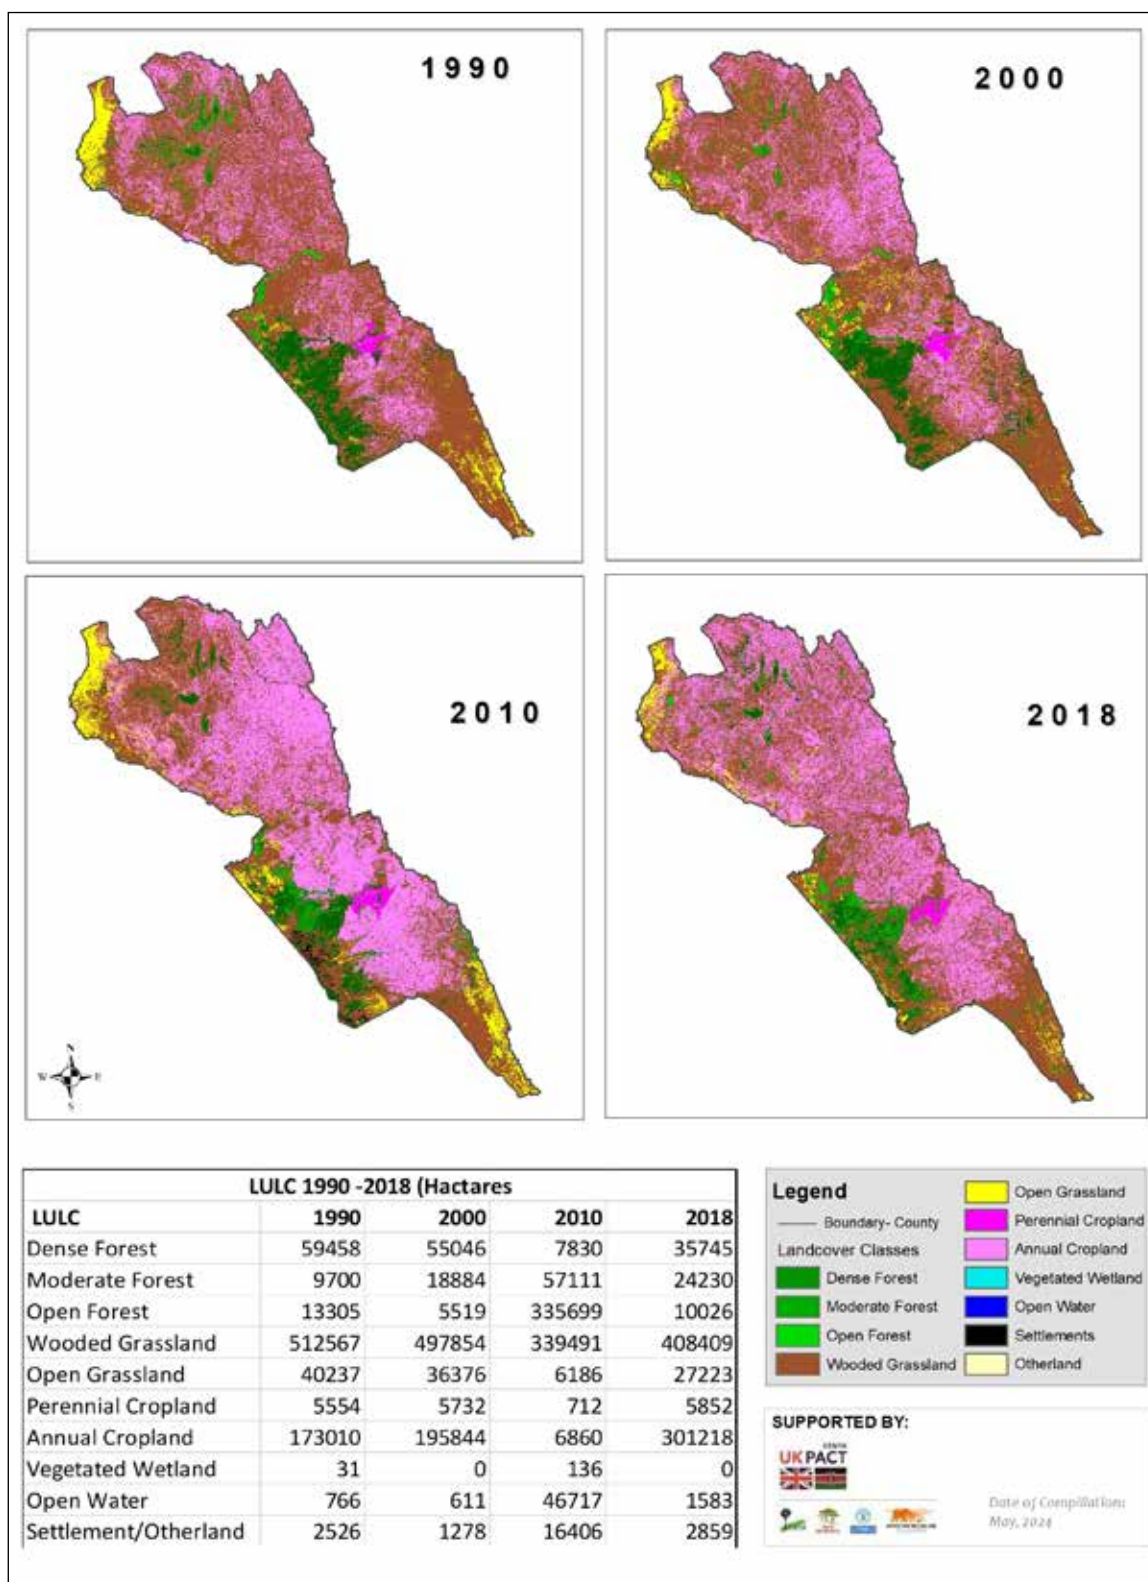 1990
2000
2010
2018
N
W E
S
LULC 1990 -2018 (Hactares
LULC 1990 2000 2010 2018
Dense Forest 59458 55046 7830 35745
Moderate Forest 9700 18884 57111 24230
Open Forest 13305 5519 335699 10026
Wooded Grassland 512567 497854 339491 408409
Open Grassland 40237 36376 6186 27223
Perennial Cropland 5554 5732 712 5852
Annual Cropland 173010 195844 6860 301218
Vegetated Wetland 31 0 136 0
Open Water 766 611 46717 1583
Settlement/Otherland 2526 1278 16406 2859
Legend
Boundary- County
Landcover Classes
Dense Forest
Moderate Forest
Open Forest
Wooded Grassland
Open Grassland
Perennial Cropland
Annual Cropland
Vegetated Wetland
Open Water
Settlements
Otherland
SUPPORTED BY:
KENYA
UK PACT
Date of Compillation:
May, 2024